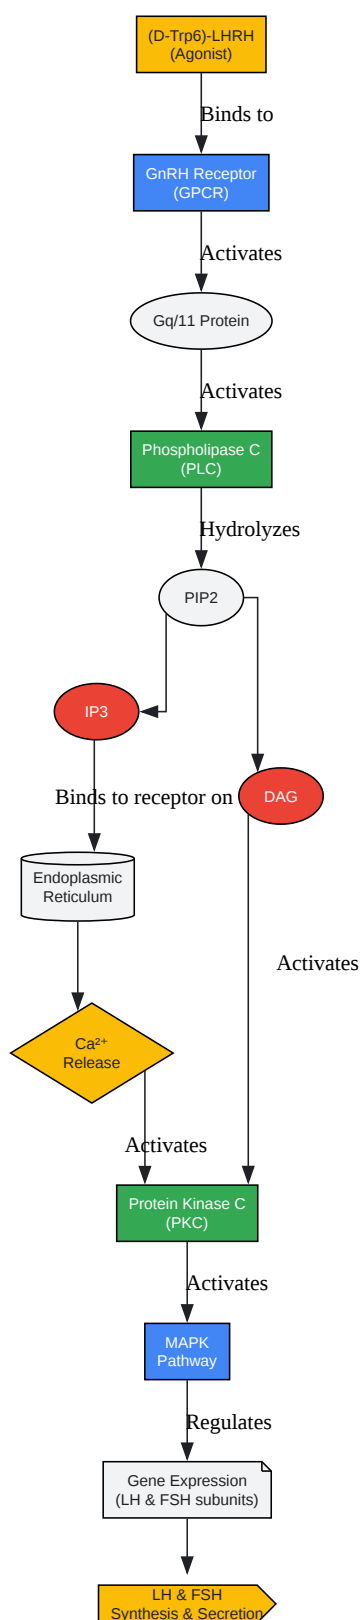 (D-Trp6)-LHRH
(Agonist)
Binds to
GnRH Receptor
(GPCR)
Activates
Gq/11 Protein
Activates
Phospholipase C
(PLC)
Hydrolyzes
PIP2
IP3
Binds to receptor on
DAG
Endoplasmic
Reticulum
Activates
Ca²⁺
Release
Activates
Protein Kinase C
(PKC)
Activates
MAPK
Pathway
Regulates
Gene Expression
(LH & FSH subunits)
LH & FSH
Synthesis & Secretion